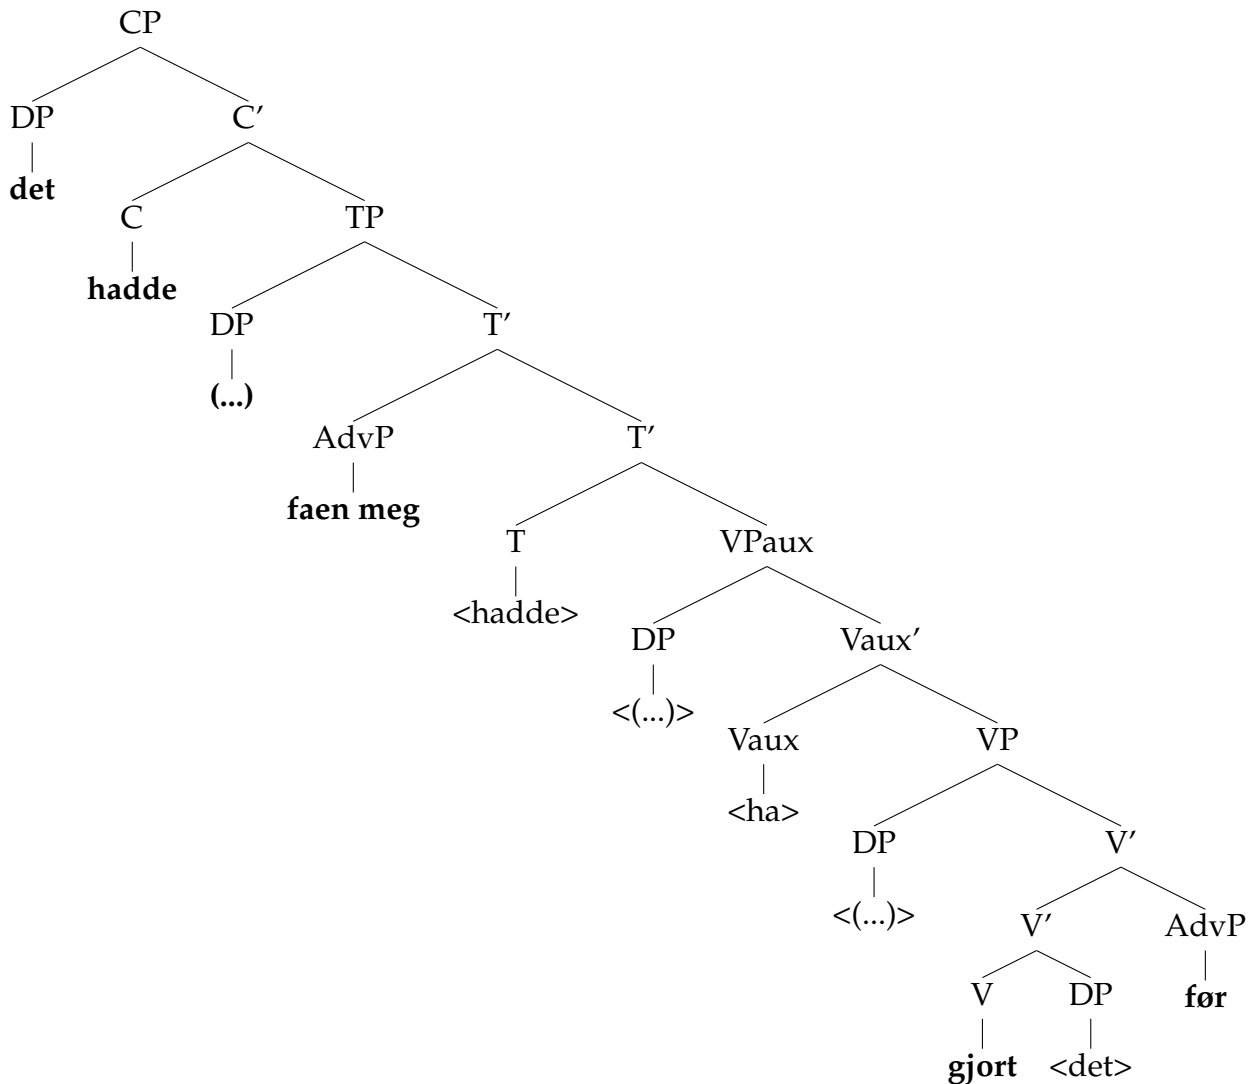 CP
DP C′
det
C TP
hadde
DP T′
(...)
AdvP T′
faen meg
T VPaux
<hadde>
DP Vaux′
<(...)>
Vaux VP
<ha>
DP V′
<(...)>
V′ AdvP
V DP før
gjort <det>